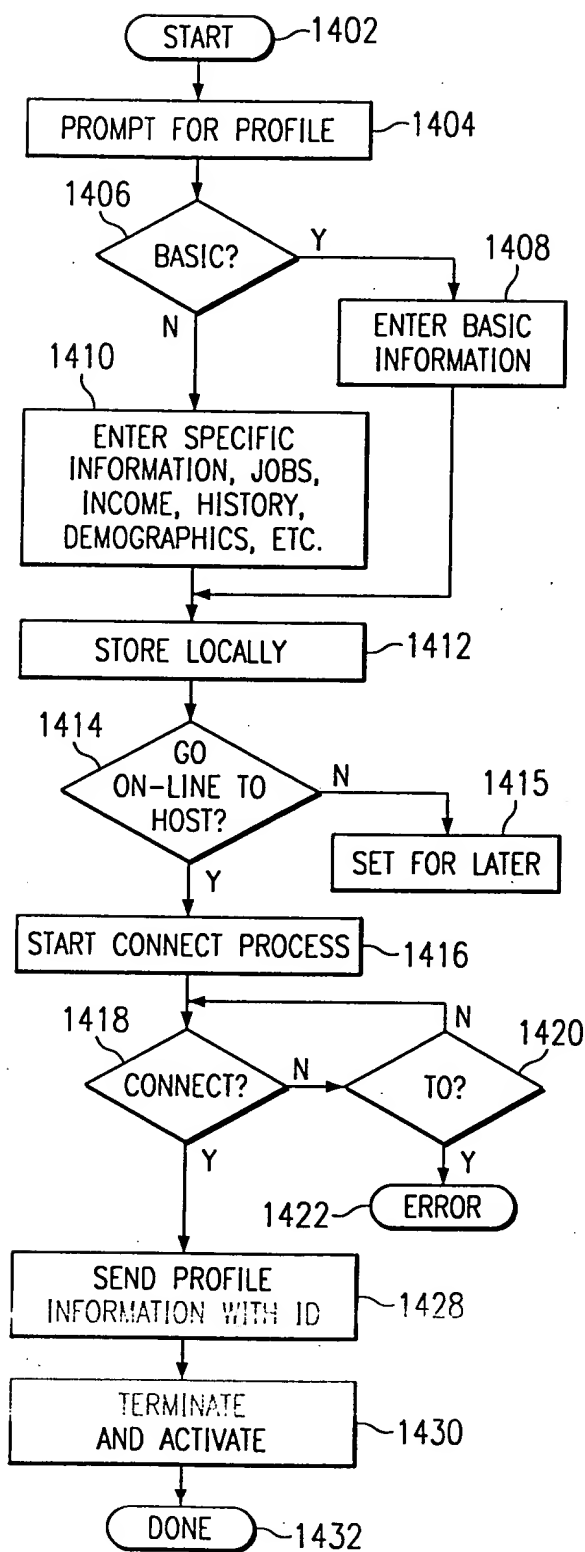 START
1402
PROMPT FOR PROFILE
1404
1406
BASIC?
Y
N
1408
ENTER BASIC
INFORMATION
1410
ENTER SPECIFIC
INFORMATION, JOBS,
INCOME, HISTORY,
DEMOGRAPHICS, ETC.
STORE LOCALLY
1412
1414
GO
ON-LINE TO
HOST?
N
Y
1415
SET FOR LATER
START CONNECT PROCESS
1416
1418
CONNECT?
N
Y
N
1420
TO?
Y
1422
ERROR
SEND PROFILE
INFORMATION WITH ID
1428
TERMINATE
AND ACTIVATE
1430
DONE
1432